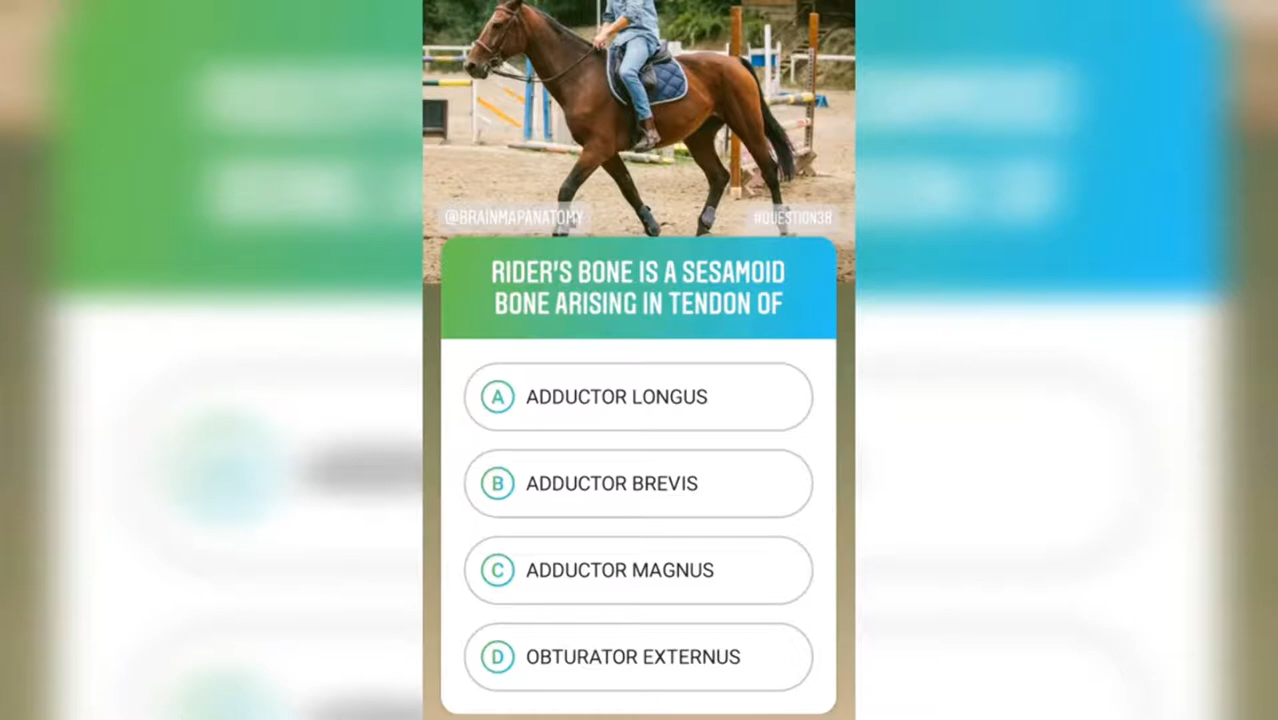 @BRAINMAPANATOMY #QUESTION38
RIDER'S BONE IS A SESAMOID
BONE ARISING IN TENDON OF
A ADDUCTOR LONGUS
B ADDUCTOR BREVIS
C ADDUCTOR MAGNUS
D OBTURATOR EXTERNUS